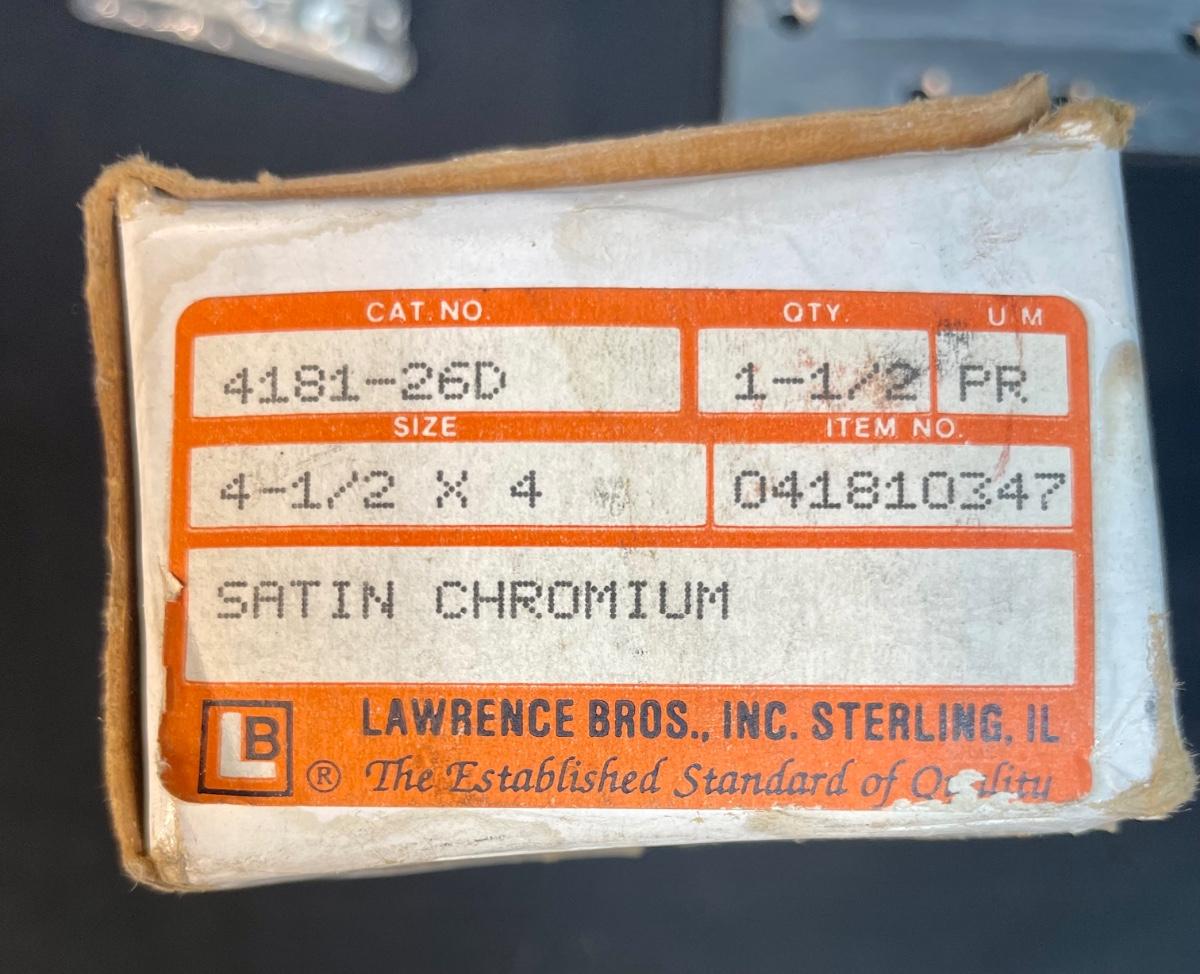 CAT. NO. QTY. U M
4181-26D 1-1/2 PR
SIZE ITEM NO.
4-1/2 X 4 041810347
SATIN CHROMIUM
LB LAWRENCE BROS., INC. STERLING, IL
® The Established Standard of Quality